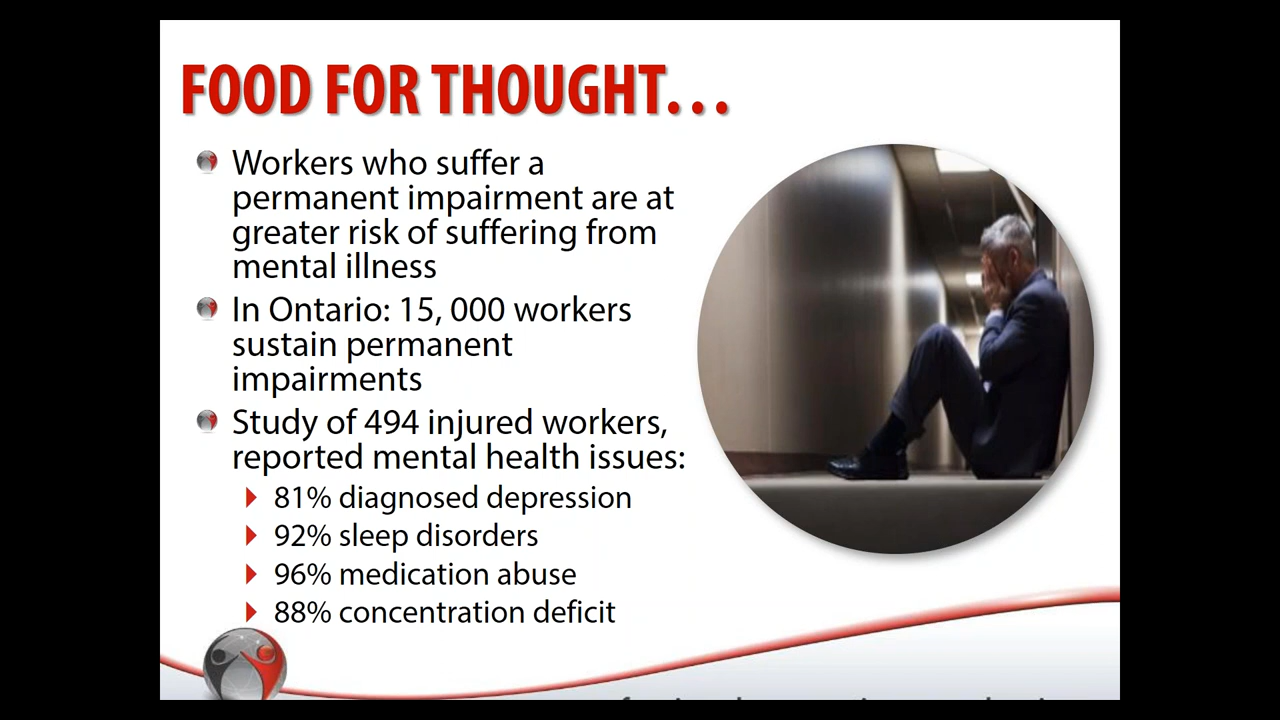 FOOD FOR THOUGHT...
Workers who suffer a
permanent impairment are at
greater risk of suffering from
mental illness
In Ontario: 15, 000 workers
sustain permanent
impairments
Study of 494 injured workers,
reported mental health issues:
81% diagnosed depression
92% sleep disorders
96% medication abuse
88% concentration deficit